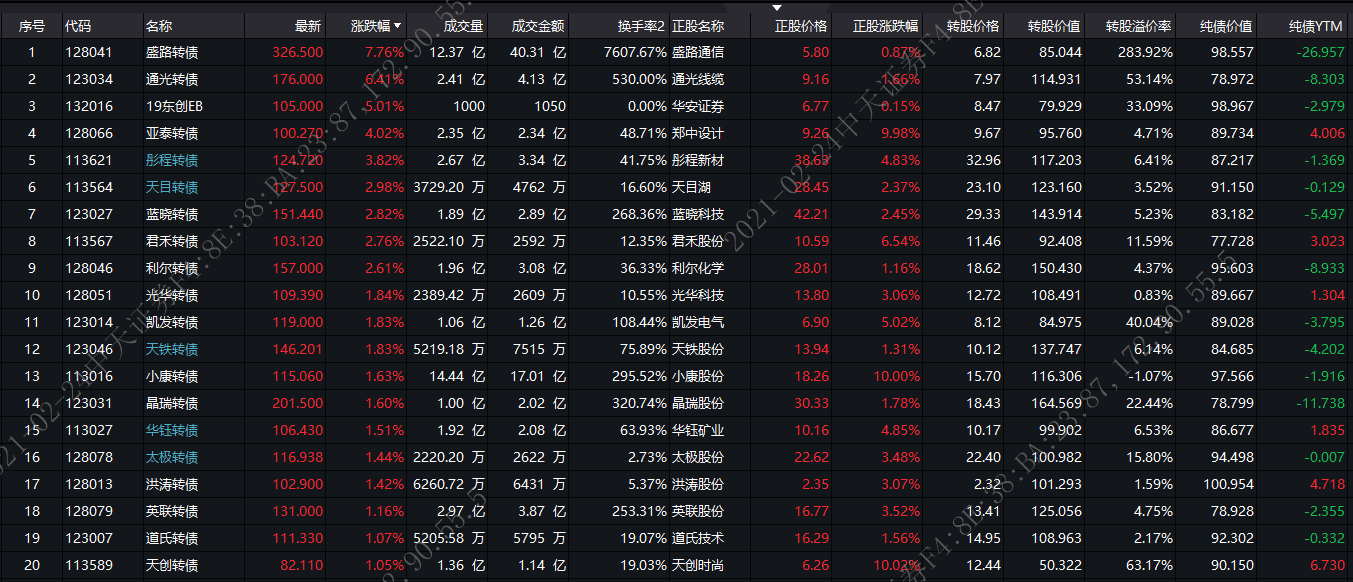 序号 代码 名称 最新 涨跌幅 成交量 成交金额 换手率2 正股名称 正股价格 正股涨跌幅 转股价格 转股价值 转股溢价率 纯债价值 纯债YTM
1 128041 盛路转债 326.500 7.76% 12.37 亿 40.31 亿 7607.67% 盛路通信 5.80 0.87% 6.82 85.044 283.92% 98.557 -26.957
2 123034 通光转债 176.000 6.41% 2.41 亿 4.13 亿 530.00% 通光线缆 9.16 1.66% 7.97 114.931 53.14% 78.972 -8.303
3 132016 19东创EB 105.000 5.01% 1000 1050 0.00% 华安证券 6.77 0.15% 8.47 79.929 33.09% 98.967 -2.979
4 128066 亚泰转债 100.270 4.02% 2.35 亿 2.34 亿 48.71% 郑中设计 9.26 9.98% 9.67 95.760 4.71% 89.734 4.006
5 113621 彤程转债 124.720 3.82% 2.67 亿 3.34 亿 41.75% 彤程新材 38.63 4.83% 32.96 117.203 6.41% 87.217 -1.369
6 113564 天目转债 127.500 2.98% 3729.20 万 4762 万 16.60% 天目湖 28.45 2.37% 23.10 123.160 3.52% 91.150 -0.129
7 123027 蓝晓转债 151.440 2.82% 1.89 亿 2.89 亿 268.36% 蓝晓科技 42.21 2.45% 29.33 143.914 5.23% 83.182 -5.497
8 113567 君禾转债 103.120 2.76% 2522.10 万 2592 万 12.35% 君禾股份 10.59 6.54% 11.46 92.408 11.59% 77.728 3.023
9 128046 利尔转债 157.000 2.61% 1.96 亿 3.08 亿 36.33% 利尔化学 28.01 1.16% 18.62 150.430 4.37% 95.603 -8.933
10 128051 光华转债 109.390 1.84% 2389.42 万 2609 万 10.55% 光华科技 13.80 3.06% 12.72 108.491 0.83% 89.667 1.304
11 123014 凯发转债 119.000 1.83% 1.06 亿 1.26 亿 108.44% 凯发电气 6.90 5.02% 8.12 84.975 40.04% 89.028 -3.795
12 123046 天铁转债 146.201 1.83% 5219.18 万 7515 万 75.89% 天铁股份 13.94 1.31% 10.12 137.747 6.14% 84.685 -4.202
13 113016 小康转债 115.060 1.63% 14.44 亿 17.01 亿 295.52% 小康股份 18.26 10.00% 15.70 116.306 -1.07% 97.566 -1.916
14 123031 晶瑞转债 201.500 1.60% 1.00 亿 2.02 亿 320.74% 晶瑞股份 30.33 1.78% 18.43 164.569 22.44% 78.799 -11.738
15 113027 华钰转债 106.430 1.51% 1.92 亿 2.08 亿 63.93% 华钰矿业 10.16 4.85% 10.17 99.902 6.53% 86.677 1.835
16 128078 太极转债 116.938 1.44% 2220.20 万 2622 万 2.73% 太极股份 22.62 3.48% 22.40 100.982 15.80% 94.498 -0.007
17 128013 洪涛转债 102.900 1.42% 6260.72 万 6431 万 5.37% 洪涛股份 2.35 3.07% 2.32 101.293 1.59% 100.954 4.718
18 128079 英联转债 131.000 1.16% 2.97 亿 3.87 亿 253.31% 英联股份 16.77 3.52% 13.41 125.056 4.75% 78.928 -2.355
19 123007 道氏转债 111.330 1.07% 5205.58 万 5795 万 19.07% 道氏技术 16.29 1.56% 14.95 108.963 2.17% 92.302 -0.332
20 113589 天创转债 82.110 1.05% 1.36 亿 1.14 亿 19.03% 天创时尚 6.26 10.02% 12.44 50.322 63.17% 90.150 6.730